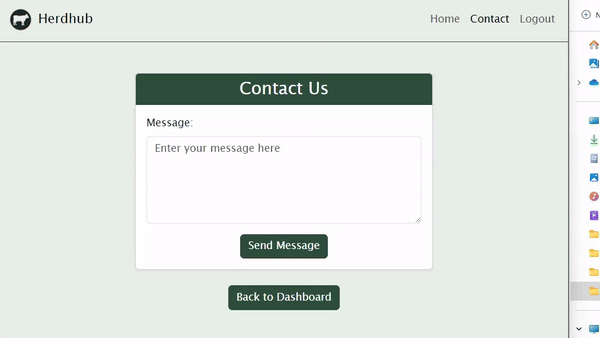 Herdhub
Home Contact Logout
Contact Us
Message:
Enter your message here
Send Message
Back to Dashboard